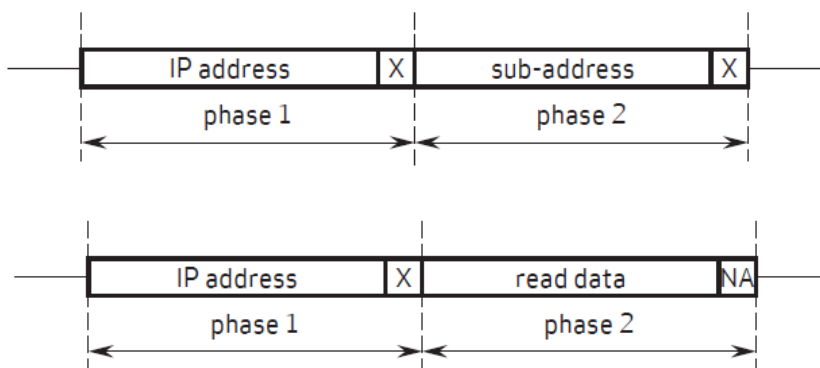 IP address X sub-address X
phase 1 phase 2
IP address X read data NA
phase 1 phase 2